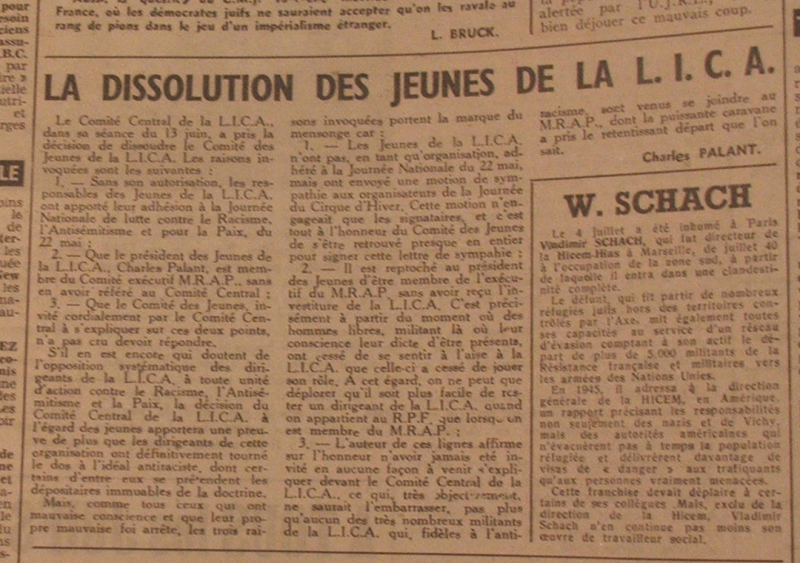 France, où les démocrates juifs ne sauraient accepter qu'on les ravale au
rang de pions dans le jeu d'un impérialisme étranger.
L. BRUCK.
alertée par l'U.J.R.E.
bien déjouer ce mauvais coup.
LA DISSOLUTION DES JEUNES DE LA L. I. C. A.
Le Comité Central de la L.I.C.A.,
dans sa séance du 13 juin, a pris la
décision de dissoudre le Comité des
Jeunes de la L.I.C.A. Les raisons in-
voquées sont les suivantes :
1. — Sans son autorisation, les res-
ponsables des Jeunes de la L.I.C.A.
ont apporté leur adhésion à la Journée
Nationale de lutte contre le Racisme,
l'Antisémitisme et pour la Paix, du
22 mai ;
2. — Que le président des Jeunes de
la L.I.C.A., Charles Palant, est mem-
bre du Comité exécutif M.R.A.P., sans
en avoir référé au Comité Central ;
3. — Que le Comité des Jeunes, in-
vité cordialement par le Comité Cen-
tral à s'expliquer sur ces deux points,
n'a pas cru devoir répondre.
S'il en est encore qui doutent de
l'opposition systématique des diri-
geants de la L.I.C.A. à toute unité
d'action contre le Racisme, l'Antisé-
mitisme et la Paix, la décision du
Comité Central de la L.I.C.A. à
l'égard des jeunes apportera une preu-
ve de plus que les dirigeants de cette
organisation ont définitivement tourné
le dos à l'idéal antiraciste, dont cer-
tains d'entre eux se prétendent les
dépositaires immuables de la doctrine.
Mais, comme tous ceux qui ont
mauvaise conscience et que leur pro-
pre mauvaise foi arrête, les trois rai-
sons invoquées portent la marque du
mensonge car :
1. — Les Jeunes de la L.I.C.A.
n'ont pas, en tant qu'organisation, ad-
héré à la Journée Nationale du 22 mai,
mais ont envoyé une motion de sym-
pathie aux organisateurs de la Journée
du Cirque d'Hiver. Cette motion n'en-
gageait que les signataires, et c'est
tout à l'honneur du Comité des Jeunes
de s'être retrouvé presque en entier
pour signer cette lettre de sympahie ;
2. — Il est reproché au président
des Jeunes d'être membre de l'exécu-
tif du M.R.A.P. sans avoir reçu l'in-
vestiture de la L.I.C.A. C'est préci-
sément à partir du moment où des
hommes libres, militant là où leur
conscience leur dicte d'être présents,
ont cessé de se sentir à l'aise à la
L.I.C.A. que celle-ci a cessé de jouer
son rôle. A cet égard, on ne peut que
déplorer qu'il soit plus facile de res-
ter un dirigeant de la L.I.C.A. quand
on appartient au R.P.F. que lorsqu'on
est membre du M.R.A.P. ;
3. — L'auteur de ces lignes affirme
sur l'honneur n'avoir jamais été in-
vité en aucune façon à venir s'expli-
quer devant le Comité Central de la
L.I.C.A., ce qui, très objectivement,
ne saurait l'embarrasser, pas plus
qu'aucun des très nombreux militants
de la L.I.C.A. qui, fidèles à l'anti-
racisme, sont venus se joindre au
M.R.A.P., dont la puissante caravane
a pris le retentissant départ que l'on
sait.
Charles PALANT.
W. SCHACH
Le 4 Juillet a été inhumé à Paris
Vladimir SCHACH, qui fut directeur de
la Hicem-Hias à Marseille, de juillet 40
à l'occupation de la zone sud, à partir
de laquelle il entra dans une clandesti-
nité complète.
Le défunt, qui fit partir de nombreux
réfugiés juifs hors des territoires con-
trôlés par l'Axe, mit également toutes
ses capacités au service d'un réseau
d'évasion comptant à son actif le dé-
part de plus de 5.000 militants de la
Résistance française et militaires vers
les armées des Nations Unies.
En 1945, il adressa à la direction
générale de la HICEM, en Amérique,
un rapport précisant les responsabilités
non seulement des nazis et de Vichy,
mais des autorités américaines qui
n'évacuèrent pas à temps la population
réfugiée et délivrèrent davantage de
visas de « danger » aux trafiquants
qu'aux personnes vraiment menacées.
Cette franchise devait déplaire à cer-
tains de ses collègues. Mais, exclu de la
direction de la Hicem, Vladimir
Schach n'en continue pas moins son
œuvre de travailleur social.